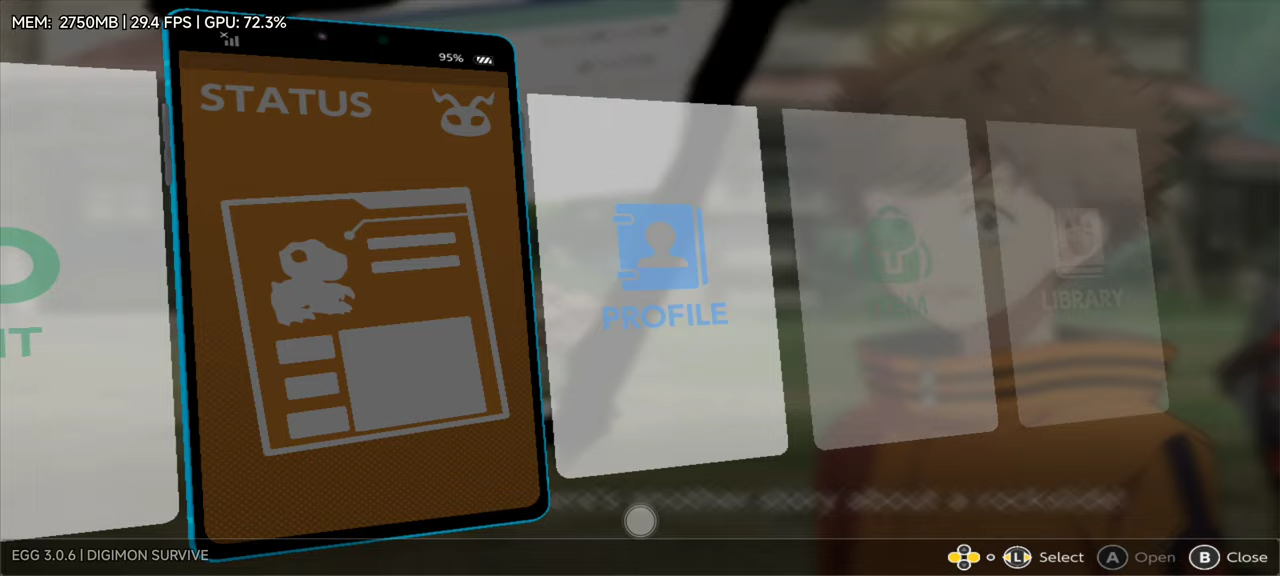 MEM: 2750MB | 29.4 FPS | GPU: 72.3%
95%
STATUS
PROFILE
LIBRARY
IT
EGG 3.0.6 | DIGIMON SURVIVE
L Select A Open B Close